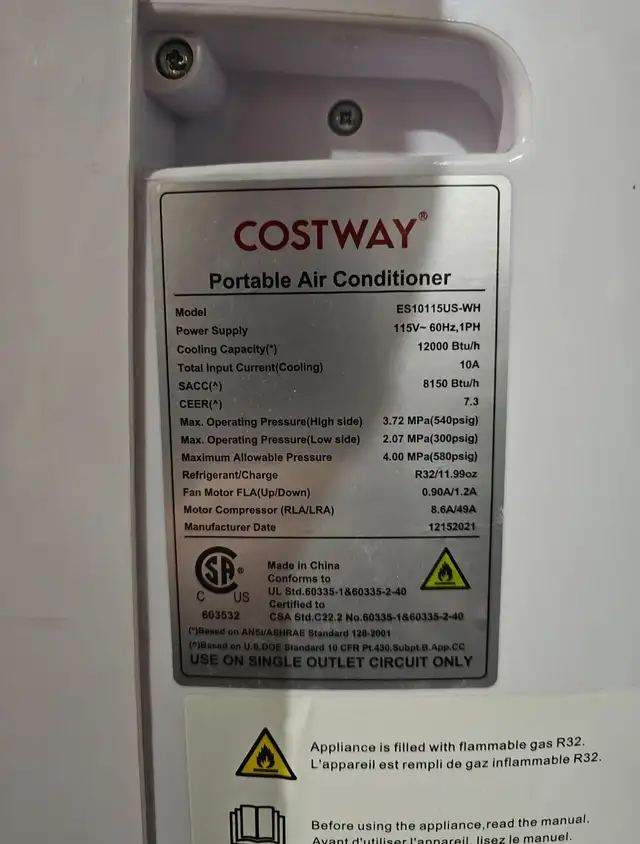 COSTWAY®
Portable Air Conditioner
Model ES10115US-WH
Power Supply 115V~ 60Hz,1PH
Cooling Capacity(*) 12000 Btu/h
Total Input Current(Cooling) 10A
SACC(^) 8150 Btu/h
CEER(^) 7.3
Max. Operating Pressure(High side) 3.72 MPa(540psig)
Max. Operating Pressure(Low side) 2.07 MPa(300psig)
Maximum Allowable Pressure 4.00 MPa(580psig)
Refrigerant/Charge R32/11.99oz
Fan Motor FLA(Up/Down) 0.90A/1.2A
Motor Compressor (RLA/LRA) 8.6A/49A
Manufacturer Date 12152021
SA®
C US
603532
Made in China
Conforms to
UL Std.60335-1&60335-2-40
Certified to
CSA Std.C22.2 No.60335-1&60335-2-40
(*)Based on ANSI/ASHRAE Standard 128-2001
(^)Based on U.S.DOE Standard 10 CFR Pt.430.Subpt.B.App.CC
USE ON SINGLE OUTLET CIRCUIT ONLY
Appliance is filled with flammable gas R32.
L'appareil est rempli de gaz inflammable R32.
Before using the appliance,read the manual.
Avant d'utiliser l'appareil, lisez le manuel.